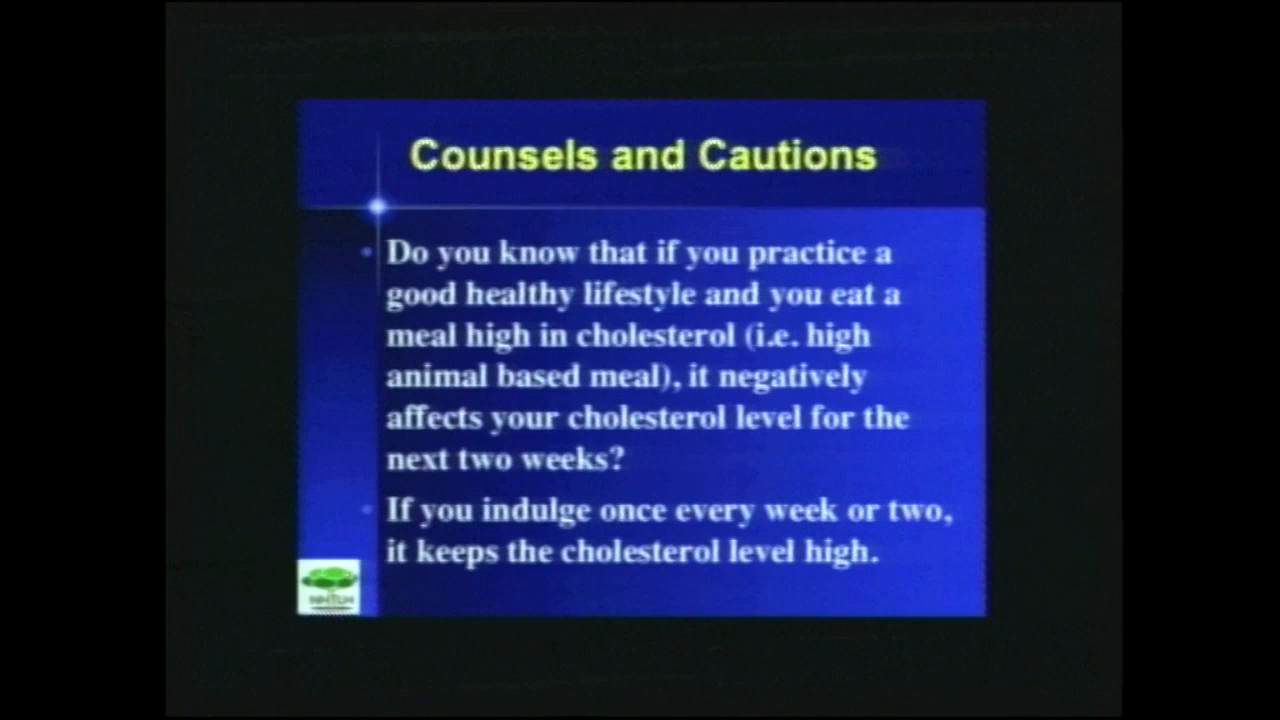 Counsels and Cautions
Do you know that if you practice a
good healthy lifestyle and you eat a
meal high in cholesterol (i.e. high
animal based meal), it negatively
affects your cholesterol level for the
next two weeks?
If you indulge once every week or two,
it keeps the cholesterol level high.